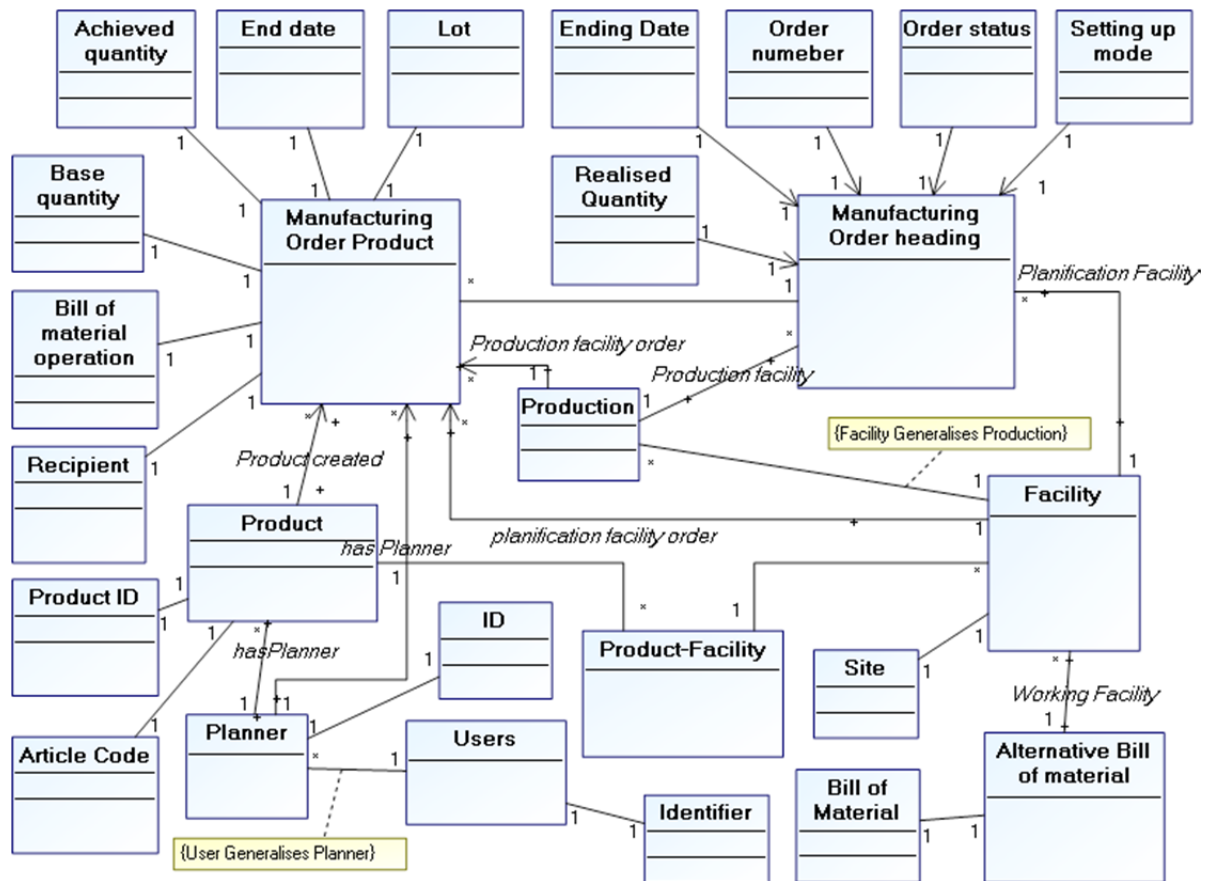 Achieved
quantity
End date
Lot
Ending Date
Order
numeber
Order status
Setting up
mode
1
1
1
1
1
1
1
Base
quantity
Realised
Quantity
1
1
1
1
1
1
1
1
Manufacturing
Order Product
Manufacturing
Order heading
1
1
1
1
1
Planification Facility
Bill of
material
operation
*
*
+
1
1
*
Production facility order
+
1
+
Production facility
*
1
Production
1
+
+
{Facility Generalises Production}
Recipient
1
*
+
*
+
*
+
*
1
1
Facility
Product created
1
+
Product
+
1
planification facility order
has Planner
1
*
Product ID
1
1
*
1
ID
Product-Facility
1
*
+
hasPlanner
1
Site
1
1
*
+
Working Facility
1
+
1
+
1
1
Planner
Users
Article Code
1
*
1
Alternative Bill
of material
1
+
Bill of
Material
1
1
Identifier
1
1
{User Generalises Planner}